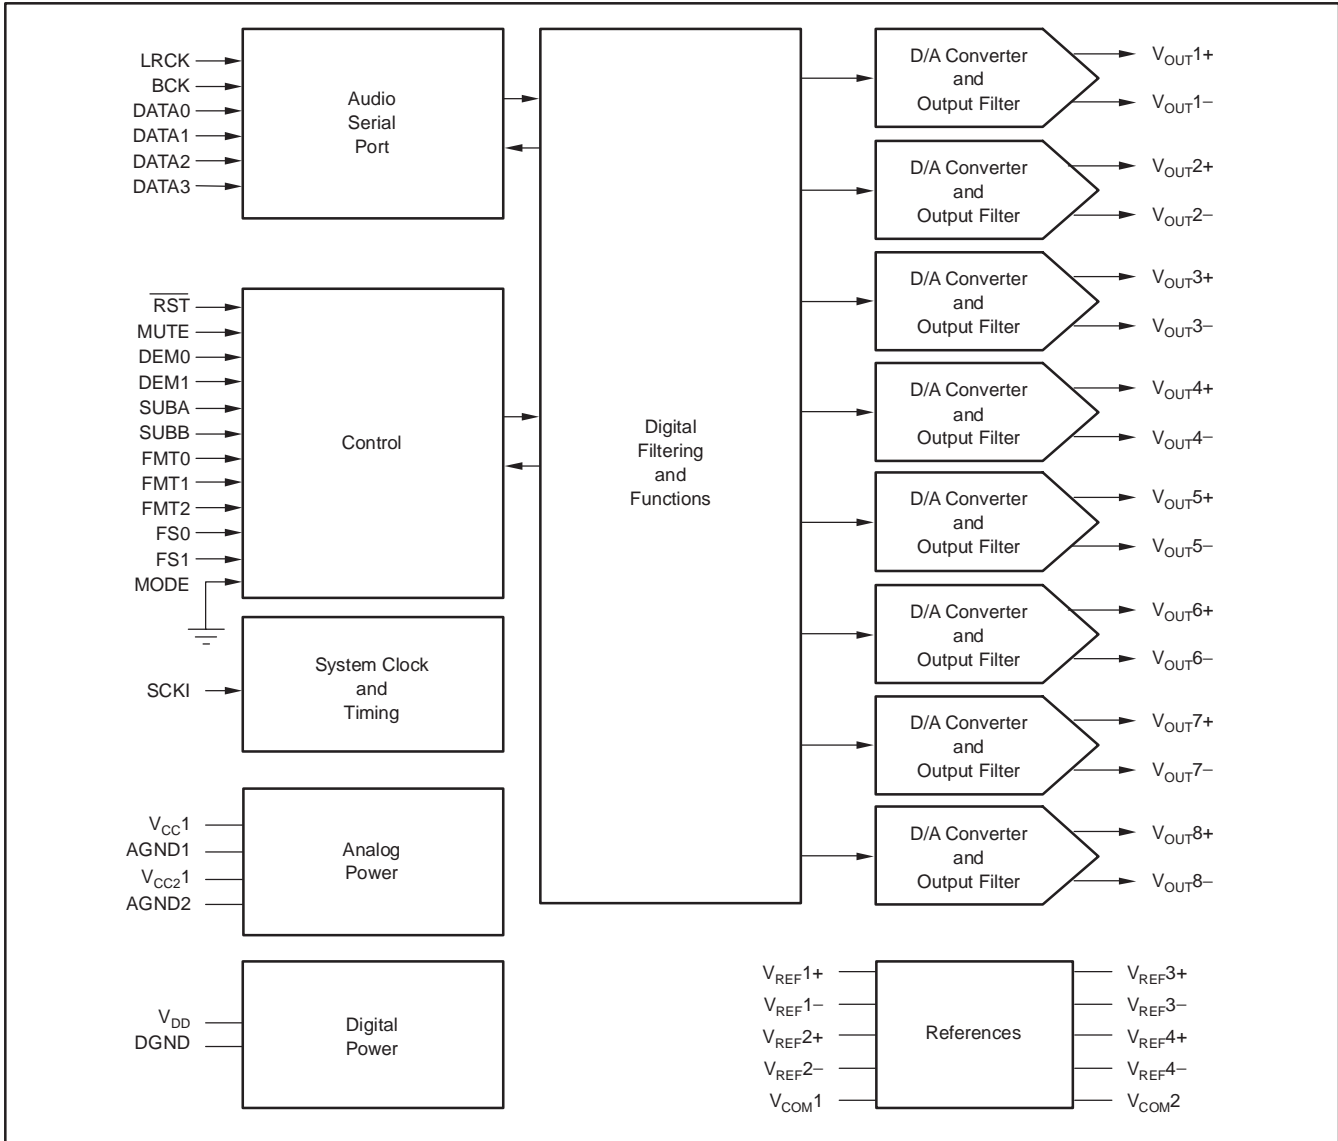 LRCK
BCK
DATA0
DATA1
DATA2
DATA3
Audio
Serial
Port
RST
MUTE
DEM0
DEM1
SUBA
SUBB
FMT0
FMT1
FMT2
FS0
FS1
MODE
Control
SCKI
System Clock
and
Timing
VCC1
AGND1
VCC21
AGND2
Analog
Power
VDD
DGND
Digital
Power
Digital
Filtering
and
Functions
D/A Converter
and
Output Filter
VOUT1+
VOUT1−
D/A Converter
and
Output Filter
VOUT2+
VOUT2−
D/A Converter
and
Output Filter
VOUT3+
VOUT3−
D/A Converter
and
Output Filter
VOUT4+
VOUT4−
D/A Converter
and
Output Filter
VOUT5+
VOUT5−
D/A Converter
and
Output Filter
VOUT6+
VOUT6−
D/A Converter
and
Output Filter
VOUT7+
VOUT7−
D/A Converter
and
Output Filter
VOUT8+
VOUT8−
VREF1+
VREF1−
VREF2+
VREF2−
VCOM1
References
VREF3+
VREF3−
VREF4+
VREF4−
VCOM2